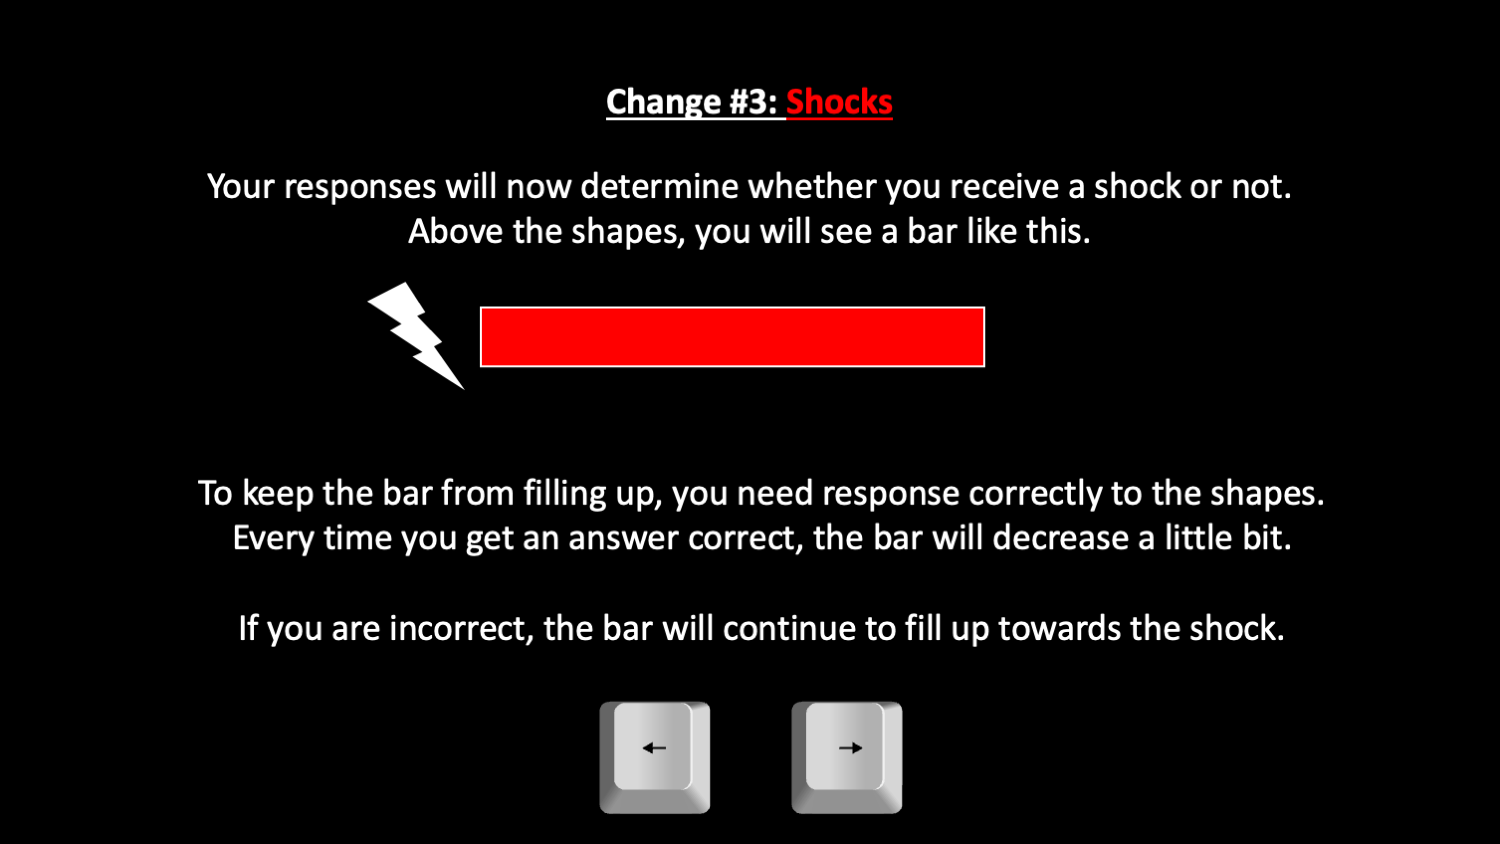 Change #3: Shocks
Your responses will now determine whether you receive a shock or not.
Above the shapes, you will see a bar like this.
To keep the bar from filling up, you need response correctly to the shapes.
Every time you get an answer correct, the bar will decrease a little bit.
If you are incorrect, the bar will continue to fill up towards the shock.
← →